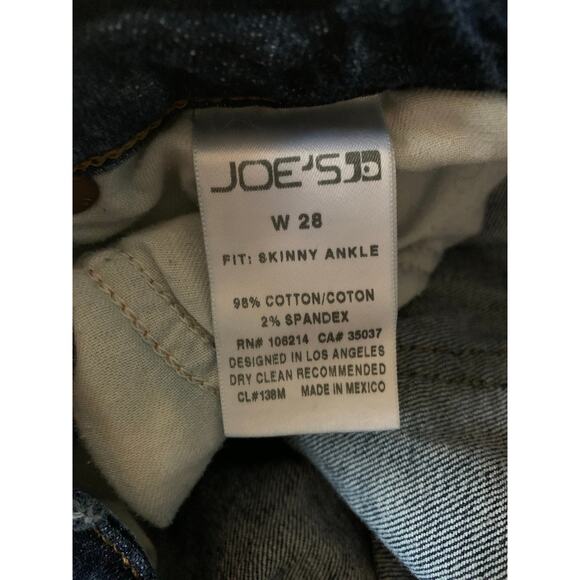 JOE'S
W 28
FIT: SKINNY ANKLE
98% COTTON/COTON
2% SPANDEX
RN# 106214 CA# 35037
DESIGNED IN LOS ANGELES
DRY CLEAN RECOMMENDED
CL#138M MADE IN MEXICO